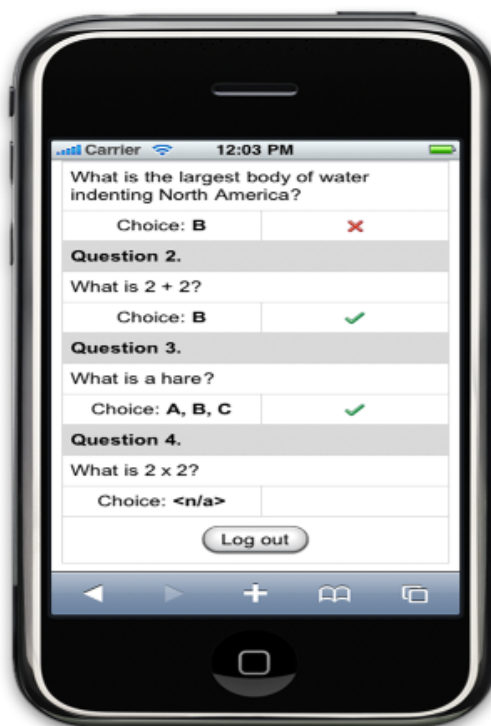 Carrier 12:03 PM
What is the largest body of water
indenting North America?
Choice: B
Question 2.
What is 2 + 2?
Choice: B
Question 3.
What is a hare?
Choice: A, B, C
Question 4.
What is 2 x 2?
Choice: <n/a>
Log out